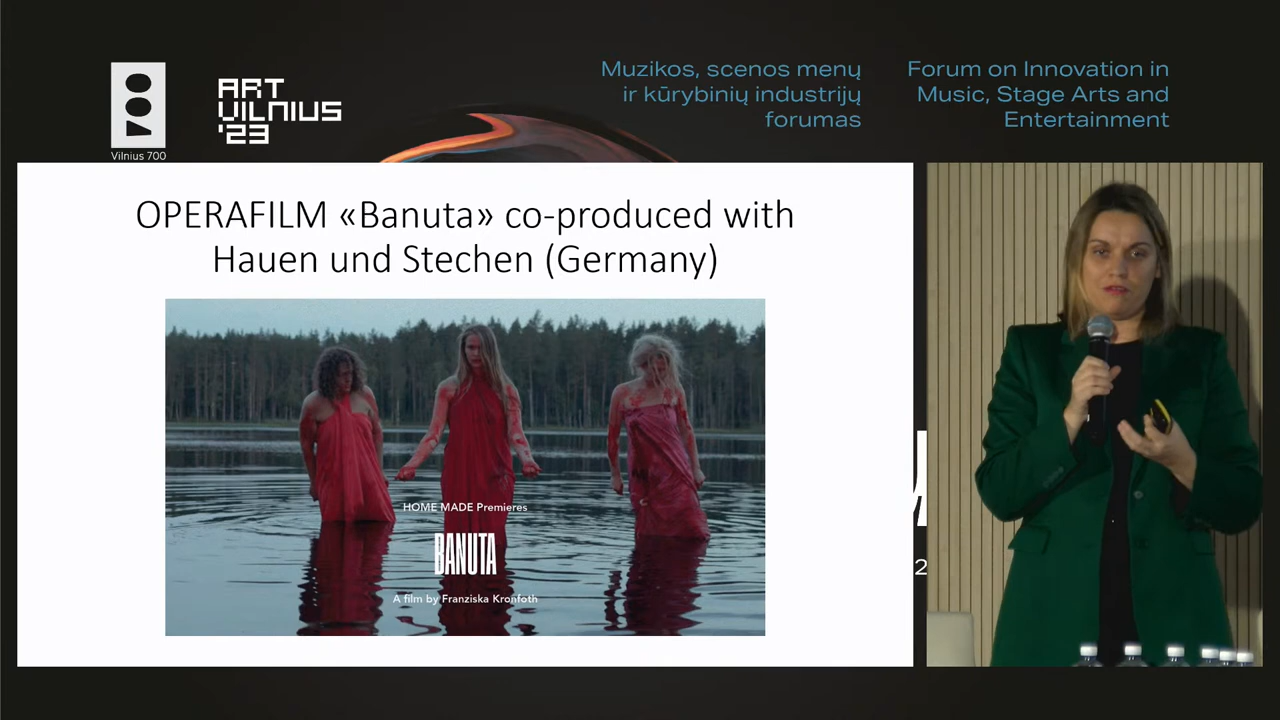 Vilnius 700
ART
VILNIUS
'23
Muzikos, scenos menų
ir kūrybinių industrijų
forumas
Forum on Innovation in
Music, Stage Arts and
Entertainment
OPERAFILM «Banuta» co-produced with
Hauen und Stechen (Germany)
HOME MADE Premieres
BANUTA
A film by Franziska Kronfoth
2